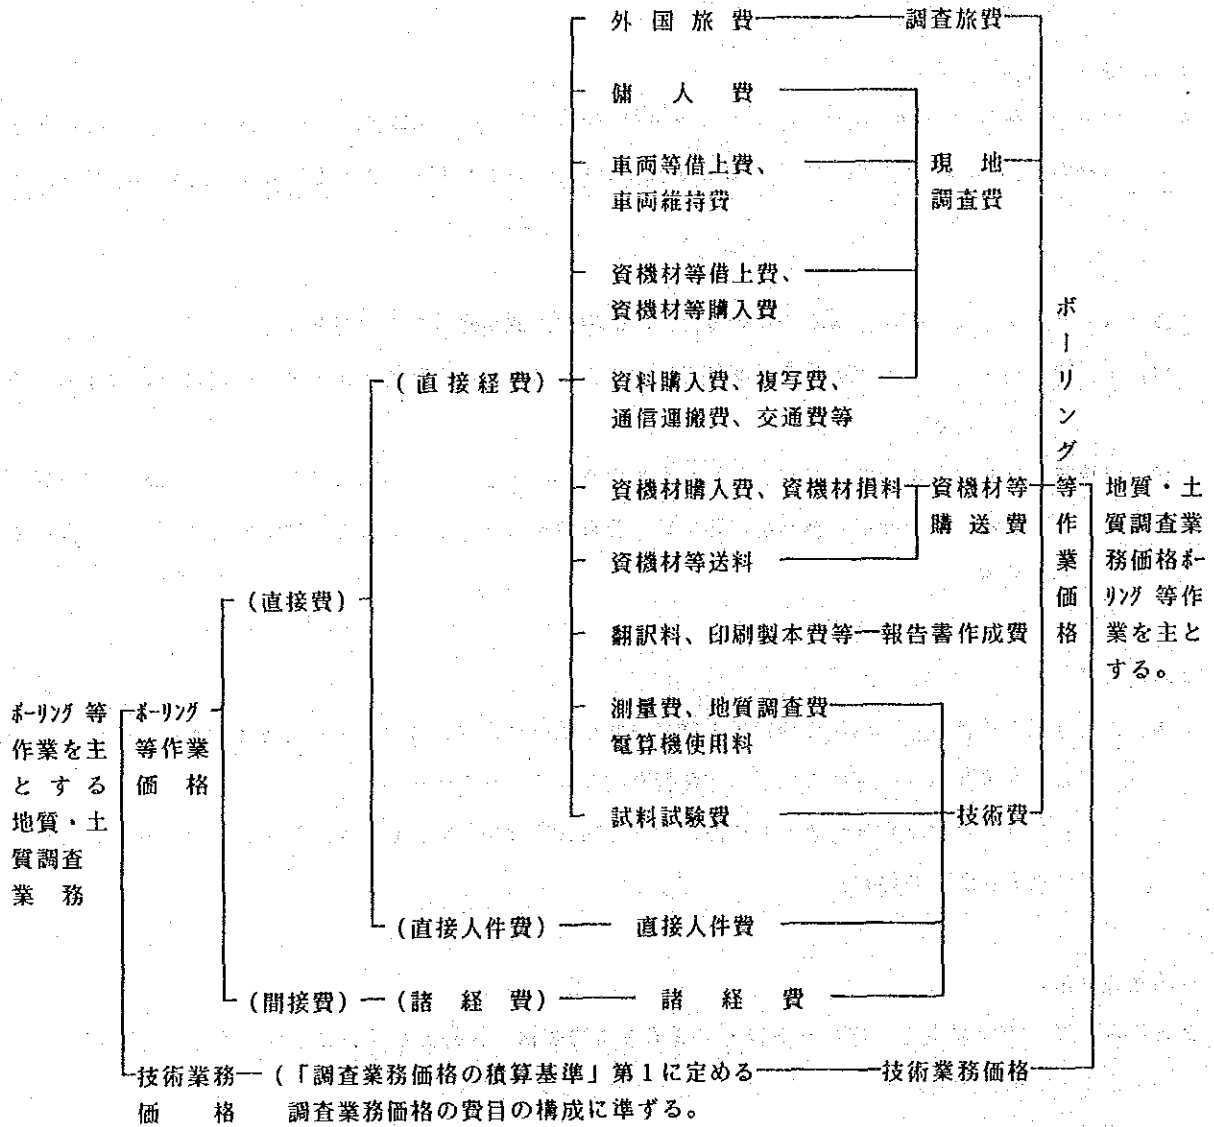 外国旅費 調査旅費
傭人費
車両等借上費、 現地
車両維持費 調査費
資機材等借上費、
資機材等購入費
(直接経費) 資料購入費、複写費、
通信運搬費、交通費等
資機材購入費、資機材損料 資機材等
購送費
資機材等送料
(直接費)
翻訳料、印刷製本費等 報告書作成費
ボーリング等作業価格
地質・土
質調査業
務価格ボー
リング等作
業を主と
する。
測量費、地質調査費
電算機使用料
試料試験費 技術費
ボーリング等
作業を主
とする
地質・土
質調査
業務
ボーリング
等作業
価格
(直接人件費) 直接人件費
(間接費) (諸経費) 諸経費
技術業務 (「調査業務価格の積算基準」第1に定める 技術業務価格
価格 調査業務価格の費目の構成に準ずる。